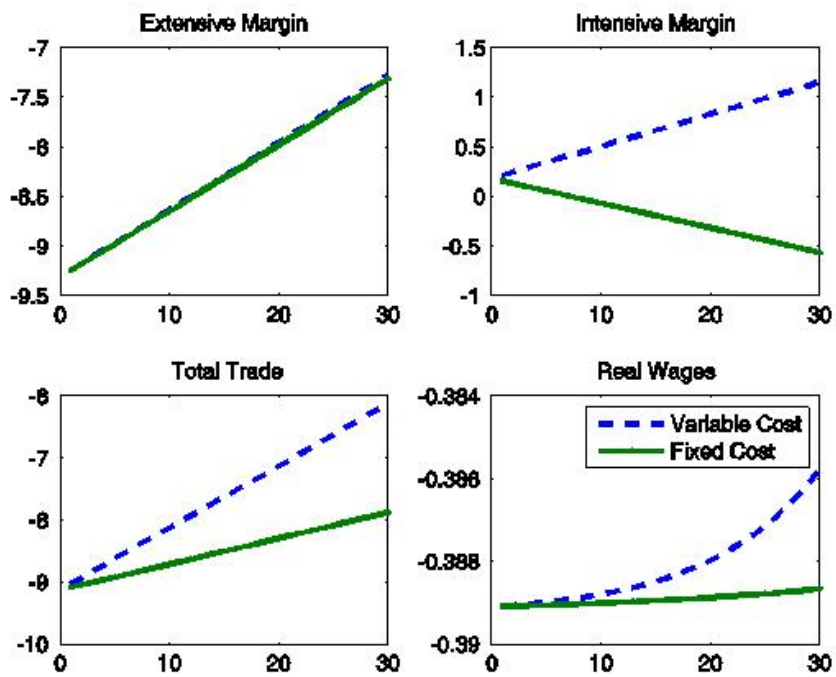 Extensive Margin
-7
-7.5
-8
-8.5
-9
-9.5
0 10 20 30
Intensive Margin
1.5
1
0.5
0
-0.5
-1
0 10 20 30
Total Trade
-6
-7
-8
-9
-10
0 10 20 30
Real Wages
-0.384
-0.386
-0.388
-0.39
0 10 20 30
Variable Cost
Fixed Cost